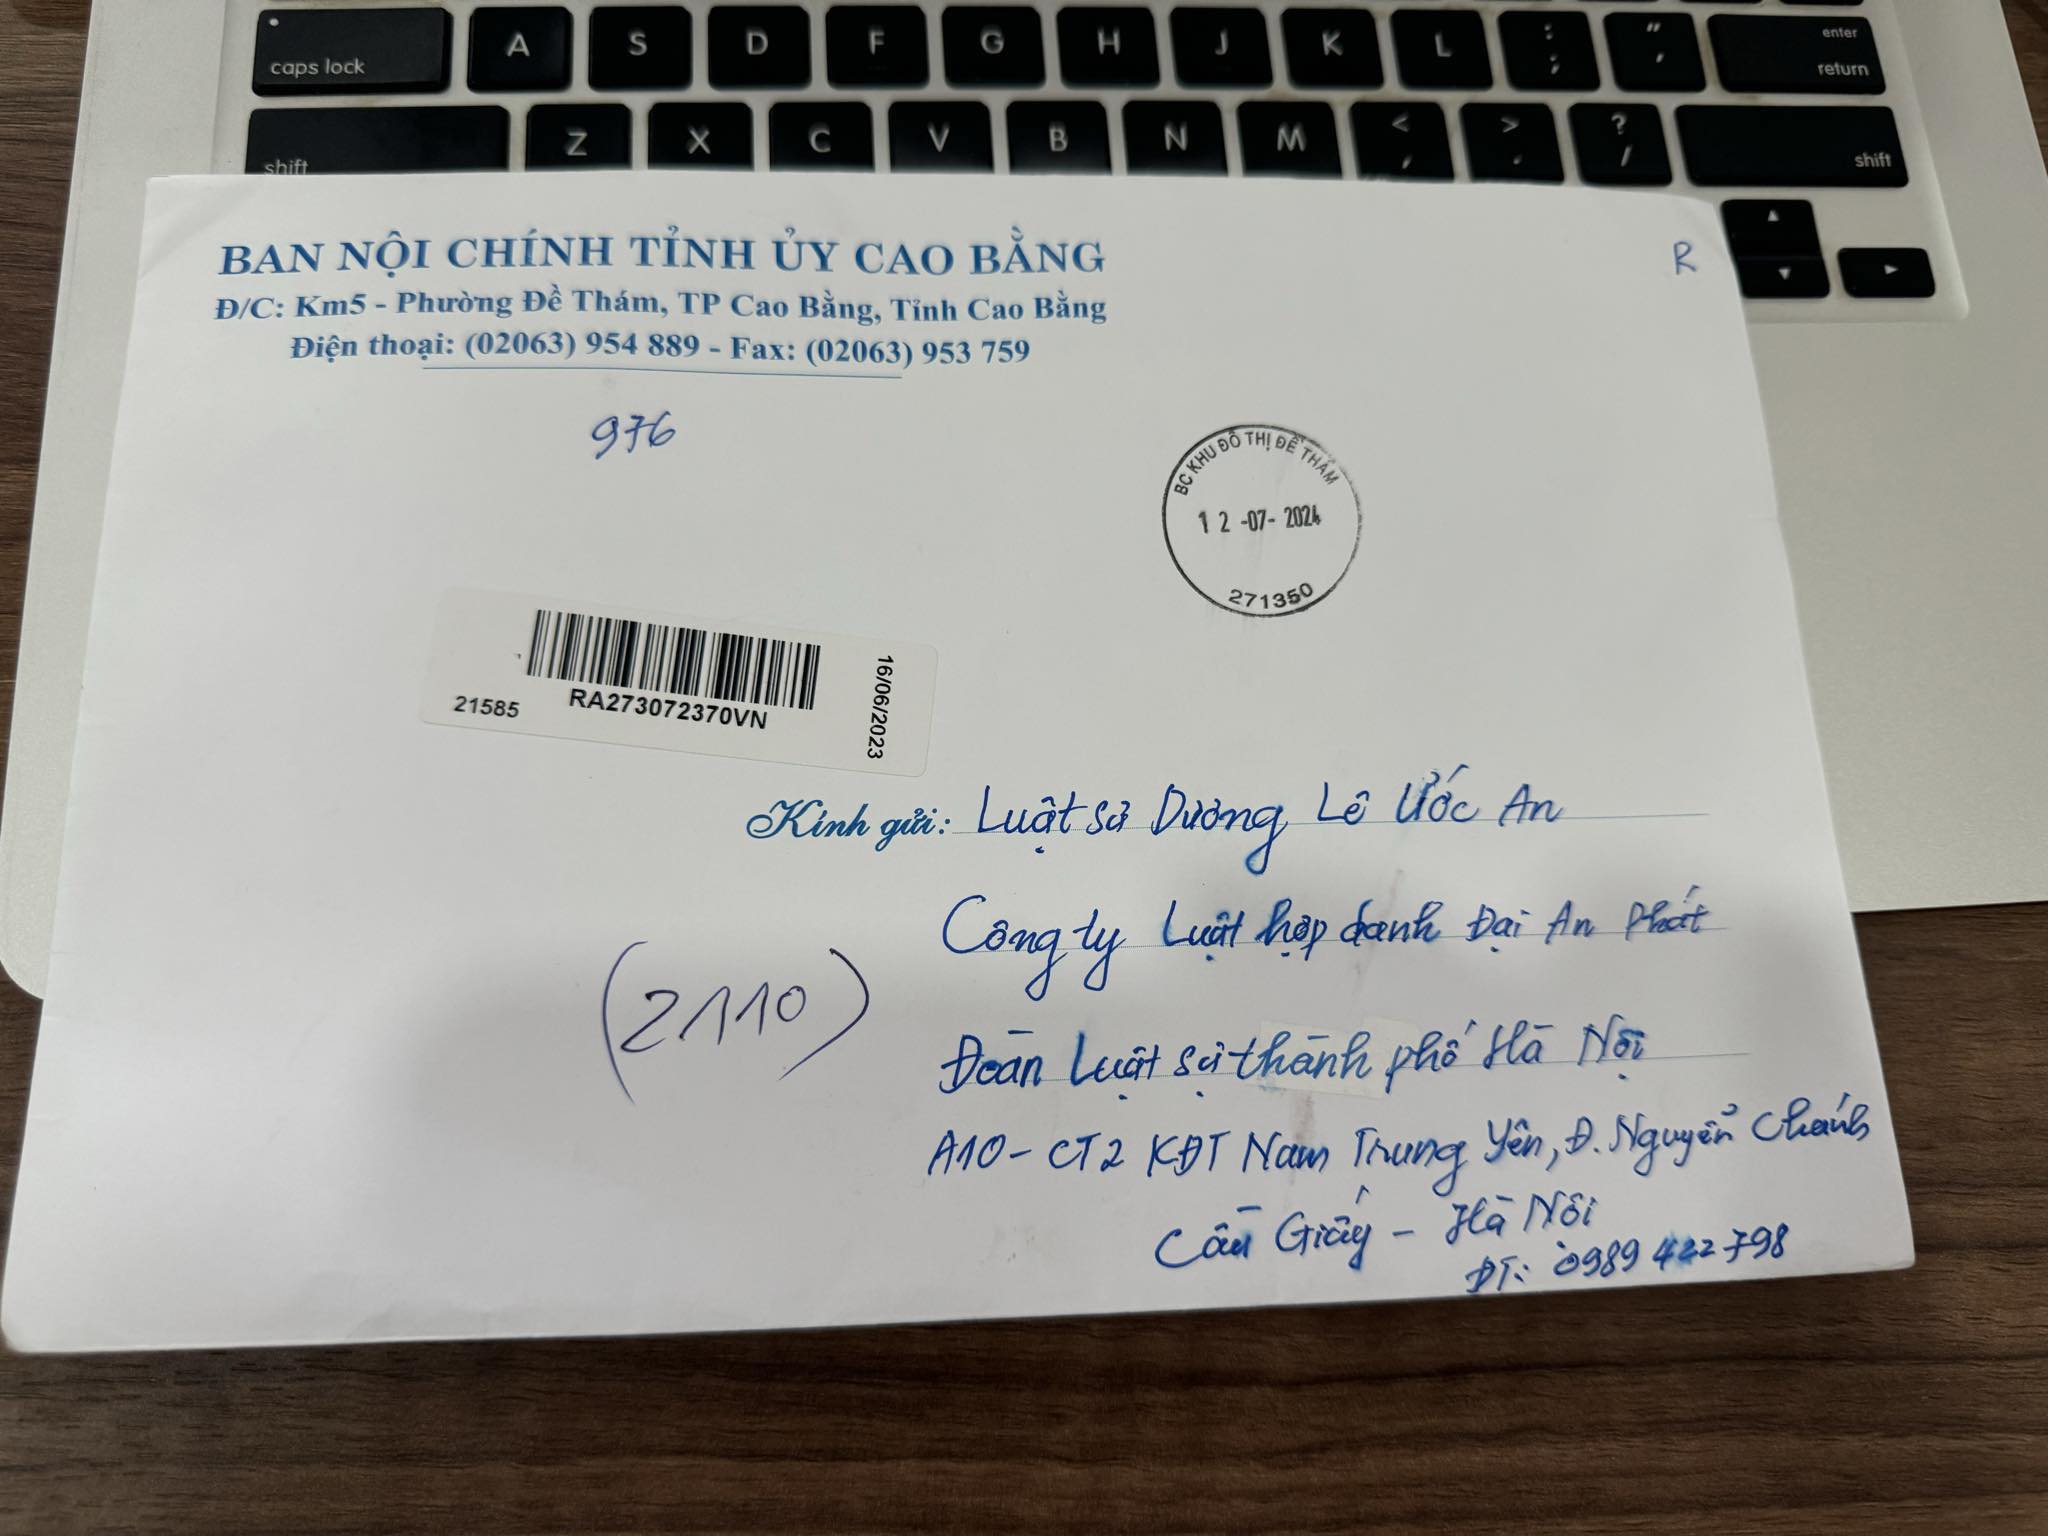 caps lock A S D F G H J K L : ; " ' enter return
shift Z X C V B N M < , > . ? / shift
BAN NỘI CHÍNH TỈNH ỦY CAO BẰNG
R
Đ/C: Km5 - Phường Đề Thám, TP Cao Bằng, Tỉnh Cao Bằng
Điện thoại: (02063) 954 889 - Fax: (02063) 953 759
976
BC KHU ĐÔ THỊ ĐỀ THÁM
12-07-2024
271350
21585
RA273072370VN
16/06/2023
Kính gửi: Luật sư Dương Lê Ước An
Công ty Luật hợp danh Đại An Phát
(2110)
Đoàn Luật sư thành phố Hà Nội
A10-CT2 KĐT Nam Trung Yên, Đ. Nguyễn Chánh
Cầu Giấy - Hà Nội
ĐT: 0989 422 798